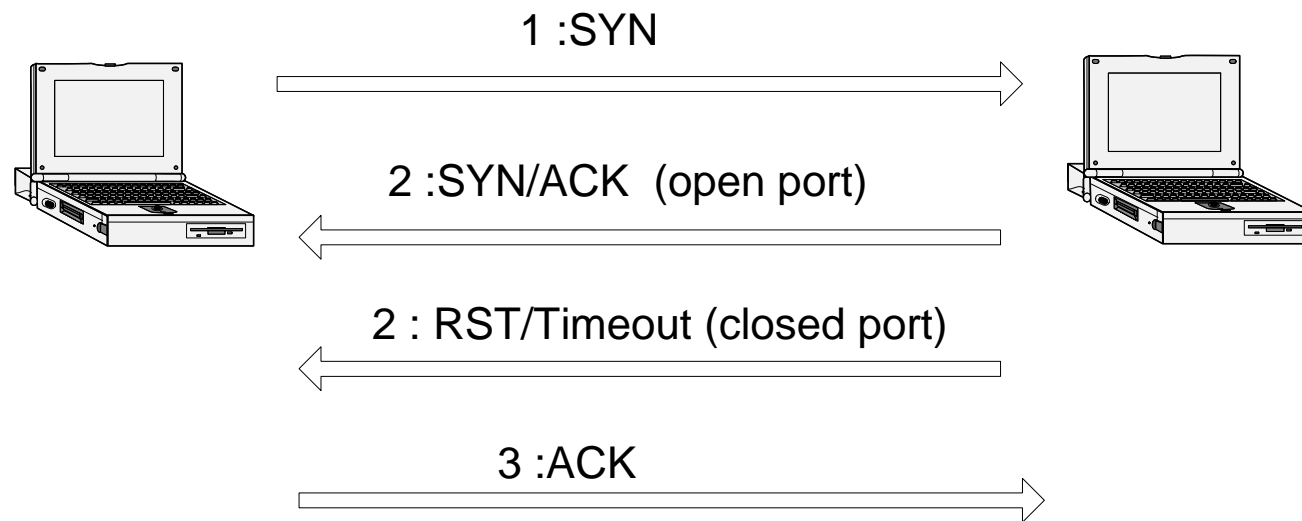 1 :SYN
2 :SYN/ACK (open port)
2 : RST/Timeout (closed port)
3 :ACK